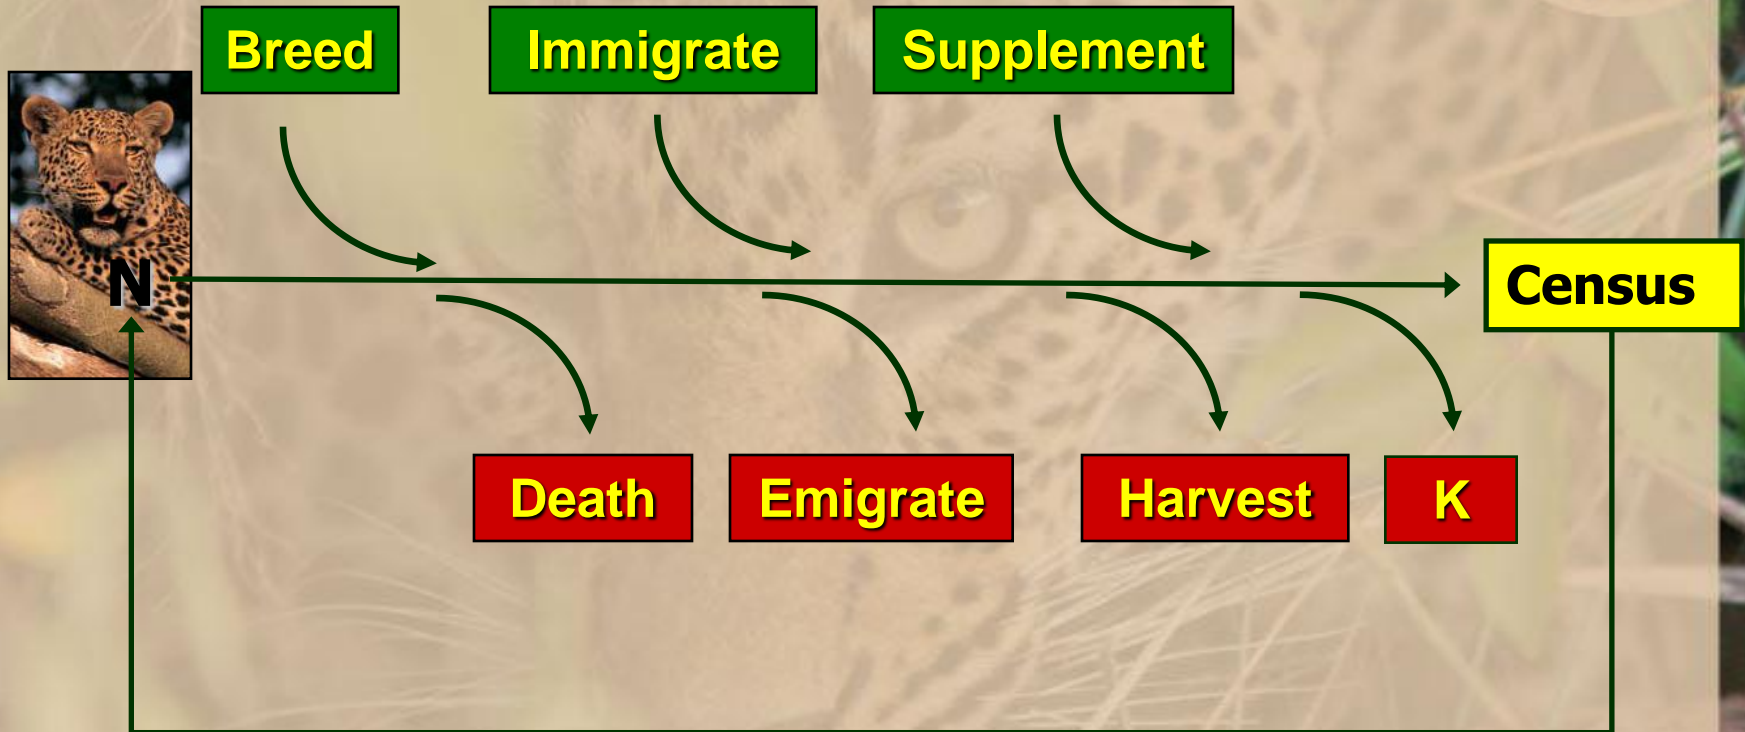 Breed
Immigrate
Supplement
N
Census
Death
Emigrate
Harvest
K